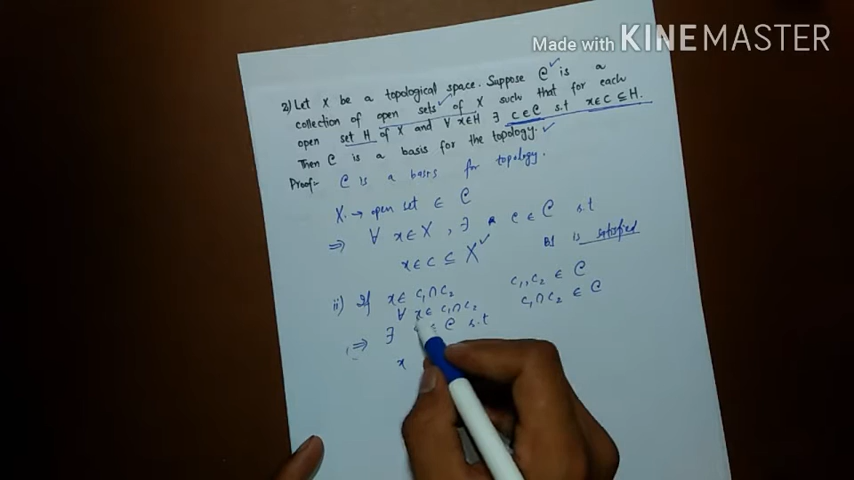 Made with KINEMASTER
2) Let X be a topological space. Suppose C ✓ is a
collection of open sets ✓ of X such that for each
open set H of X and ∀ x∈H ∃ c∈C s.t x∈C⊆H.
Then C is a basis for the topology. ✓
Proof:- C is a basis for topology.
X → open set ∈ C
⇒ ∀ x∈X, ∃ C ∈ C s.t
x∈C ⊆ X ✓ B1 is satisfied
ii) If x∈ C₁∩C₂ C₁, C₂ ∈ C
∀ x∈ C₁∩C₂ C₁∩C₂ ∈ C
⇒ ∃ ∈ C s.t
x